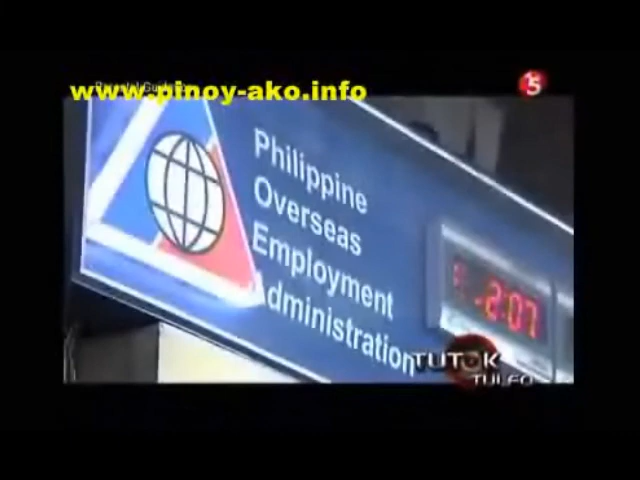 www.pinoy-ako.info
5
Philippine
Overseas
Employment
Administration
2:07
TUTOK
TULFO